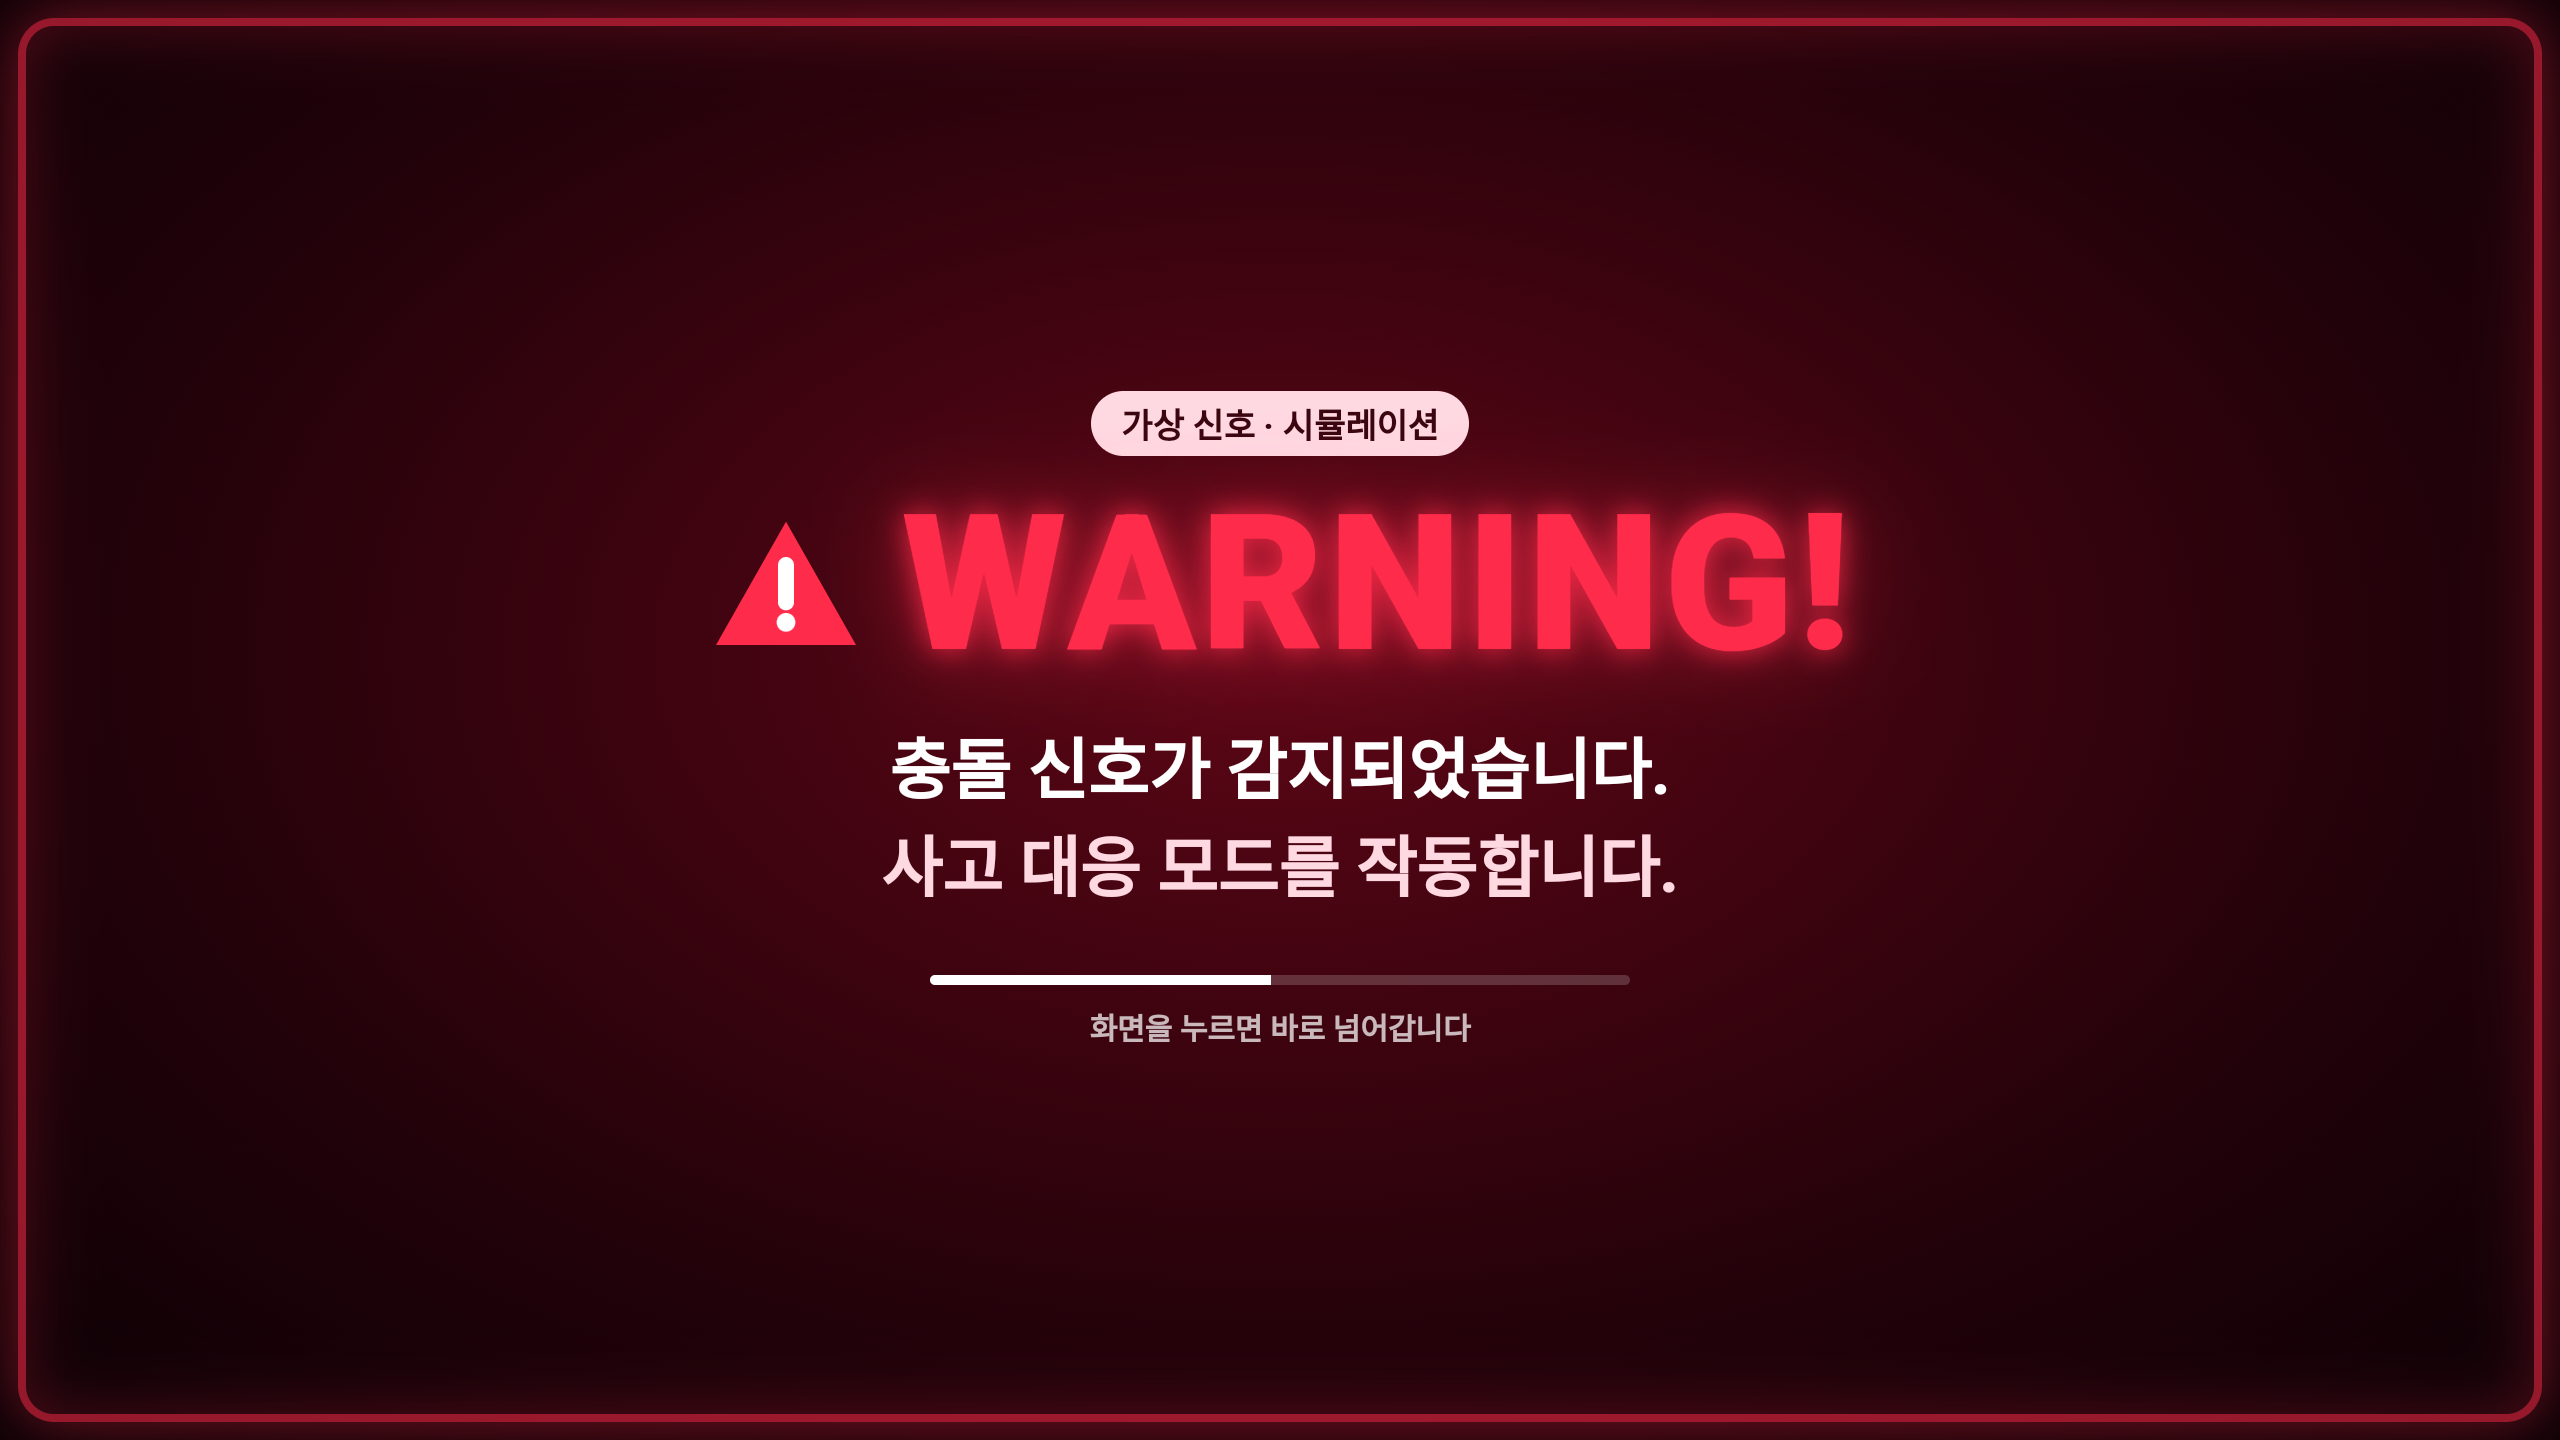 가상 신호 · 시뮬레이션
WARNING!
충돌 신호가 감지되었습니다.
사고 대응 모드를 작동합니다.
화면을 누르면 바로 넘어갑니다